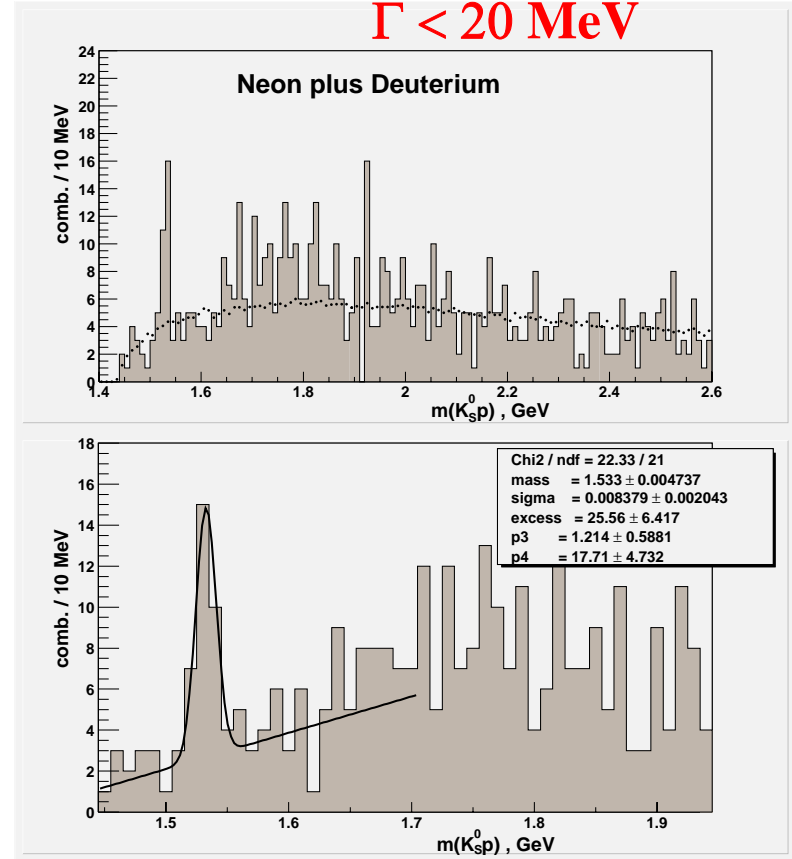 Γ < 20 MeV
Neon plus Deuterium
comb. / 10 MeV
24
22
20
18
16
14
12
10
8
6
4
2
0
1.4 1.6 1.8 2 2.2 2.4 2.6
m(K⁰Sp) , GeV
Chi2 / ndf = 22.33 / 21
mass = 1.533 ± 0.004737
sigma = 0.008379 ± 0.002043
excess = 25.56 ± 6.417
p3 = 1.214 ± 0.5881
p4 = 17.71 ± 4.732
comb. / 10 MeV
18
16
14
12
10
8
6
4
2
0
1.5 1.6 1.7 1.8 1.9
m(K⁰Sp) , GeV